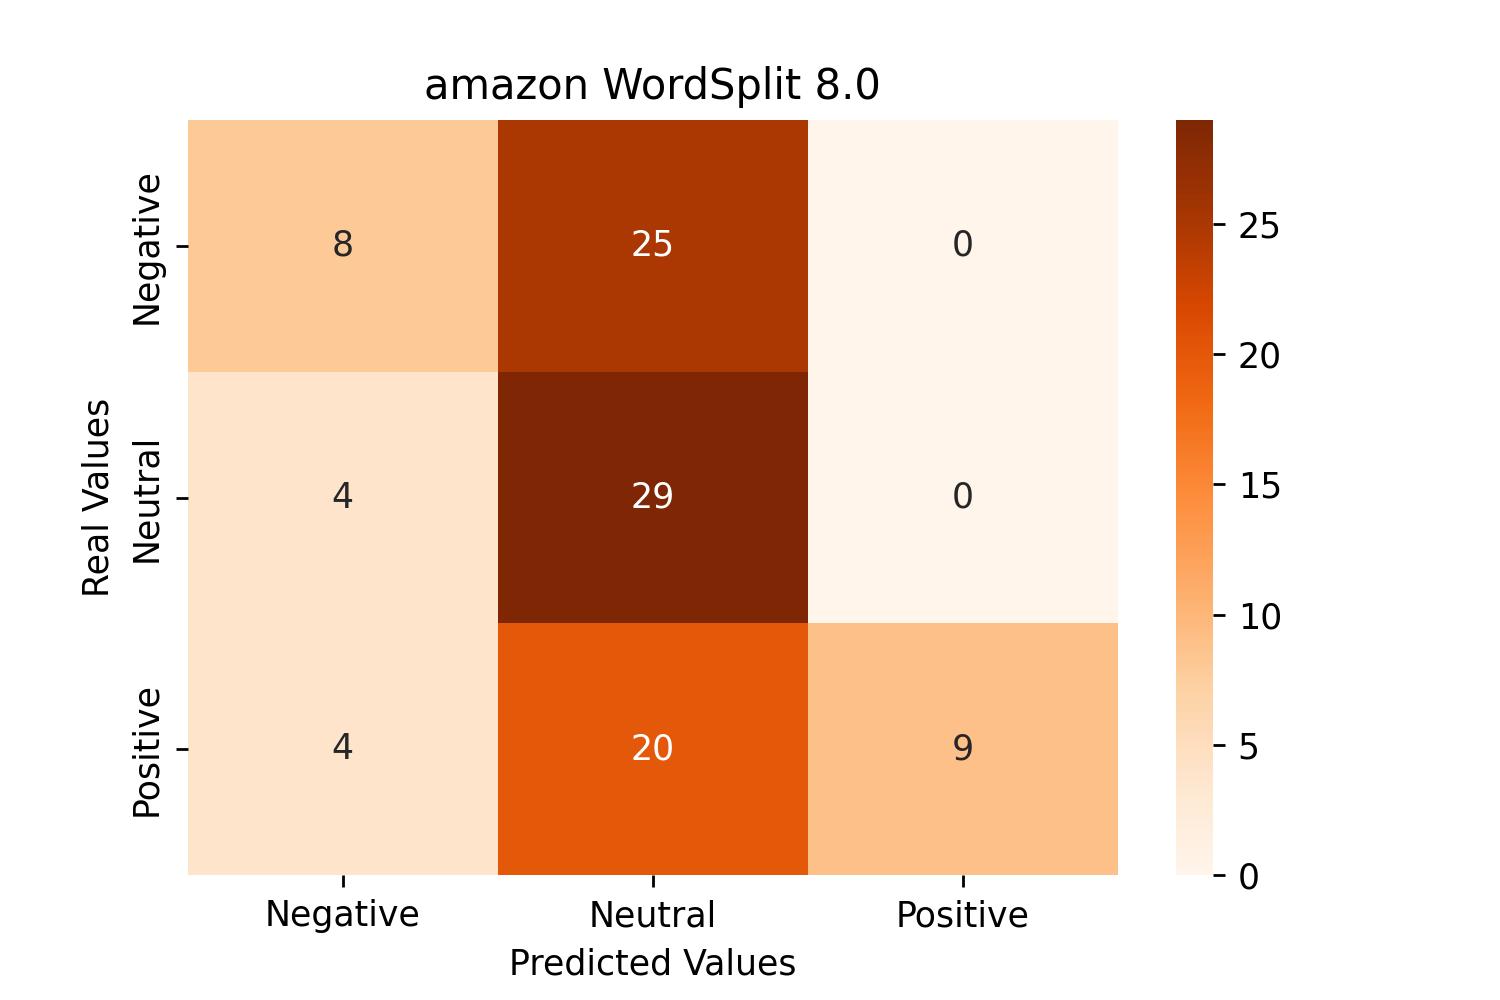 amazon WordSplit 8.0
Real Values
Negative
8
25
0
Neutral
4
29
0
Positive
4
20
9
Negative
Neutral
Positive
Predicted Values
25
20
15
10
5
0